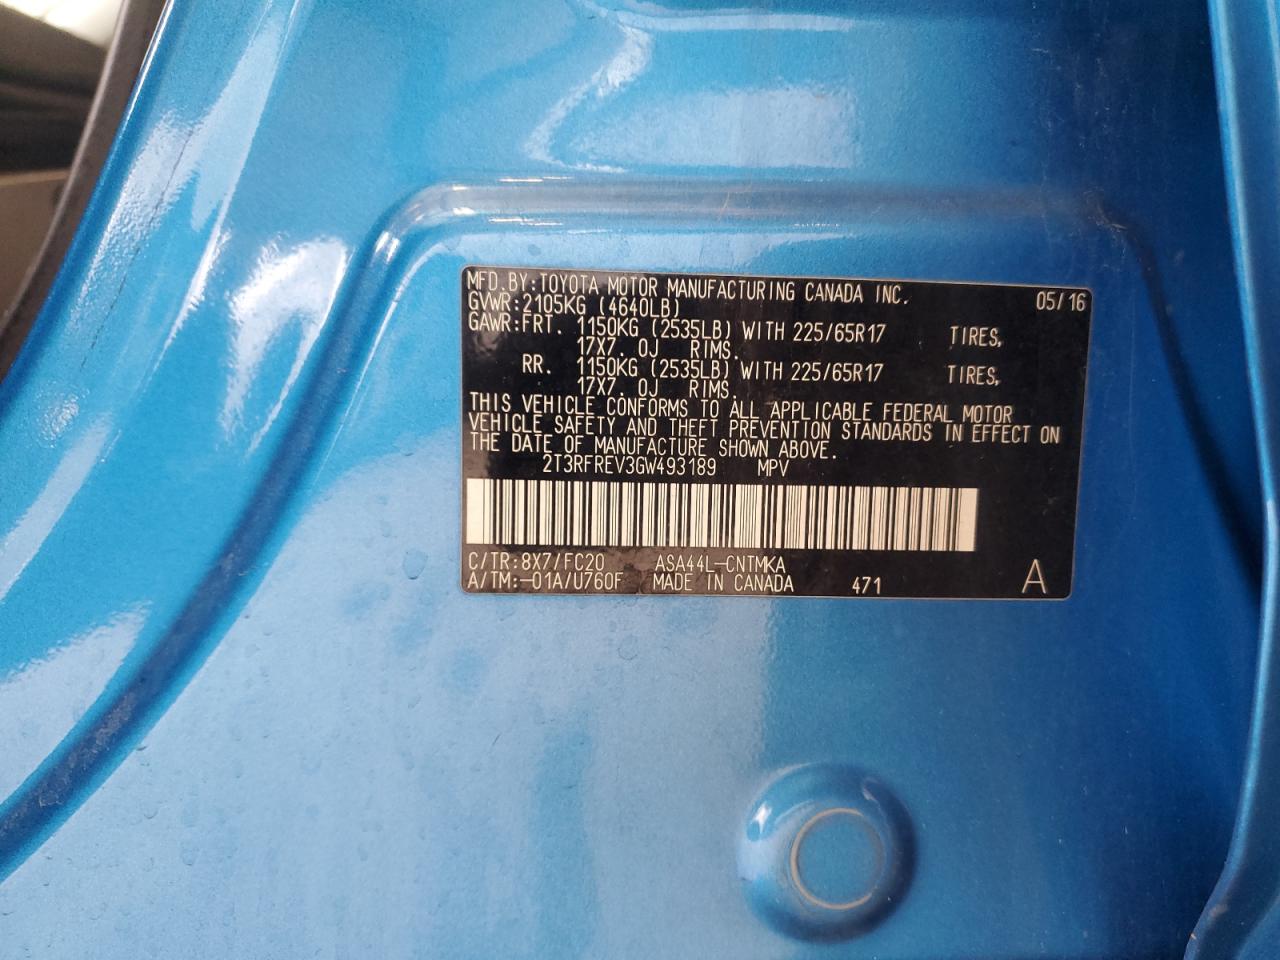 MFD.BY:TOYOTA MOTOR MANUFACTURING CANADA INC. 05/16
GVWR:2105KG (4640LB)
GAWR:FRT. 1150KG (2535LB) WITH 225/65R17 TIRES,
17X7.0J RIMS.
RR. 1150KG (2535LB) WITH 225/65R17 TIRES,
17X7.0J RIMS.
THIS VEHICLE CONFORMS TO ALL APPLICABLE FEDERAL MOTOR
VEHICLE SAFETY AND THEFT PREVENTION STANDARDS IN EFFECT ON
THE DATE OF MANUFACTURE SHOWN ABOVE.
2T3RFREV3GW493189 MPV
C/TR:8X7/FC20 ASA44L-CNTMKA
A/TM:-01A/U760F MADE IN CANADA 471 A